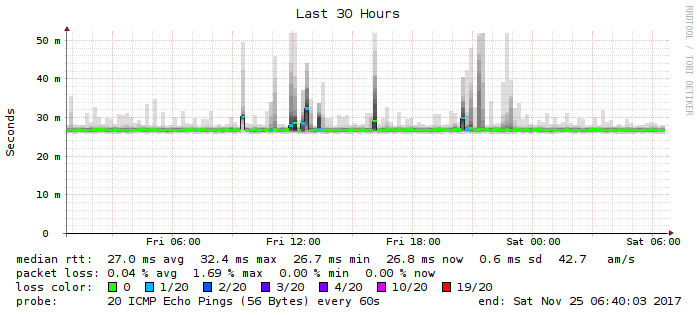 Last 30 Hours
RRDTOOL / TOBI OETIKER
Seconds
50 m
40 m
30 m
20 m
10 m
0
Fri 06:00 Fri 12:00 Fri 18:00 Sat 00:00 Sat 06:00
median rtt: 27.0 ms avg 32.4 ms max 26.7 ms min 26.8 ms now 0.6 ms sd 42.7 am/s
packet loss: 0.04 % avg 1.69 % max 0.00 % min 0.00 % now
loss color: 0 1/20 2/20 3/20 4/20 10/20 19/20
probe: 20 ICMP Echo Pings (56 Bytes) every 60s end: Sat Nov 25 06:40:03 2017